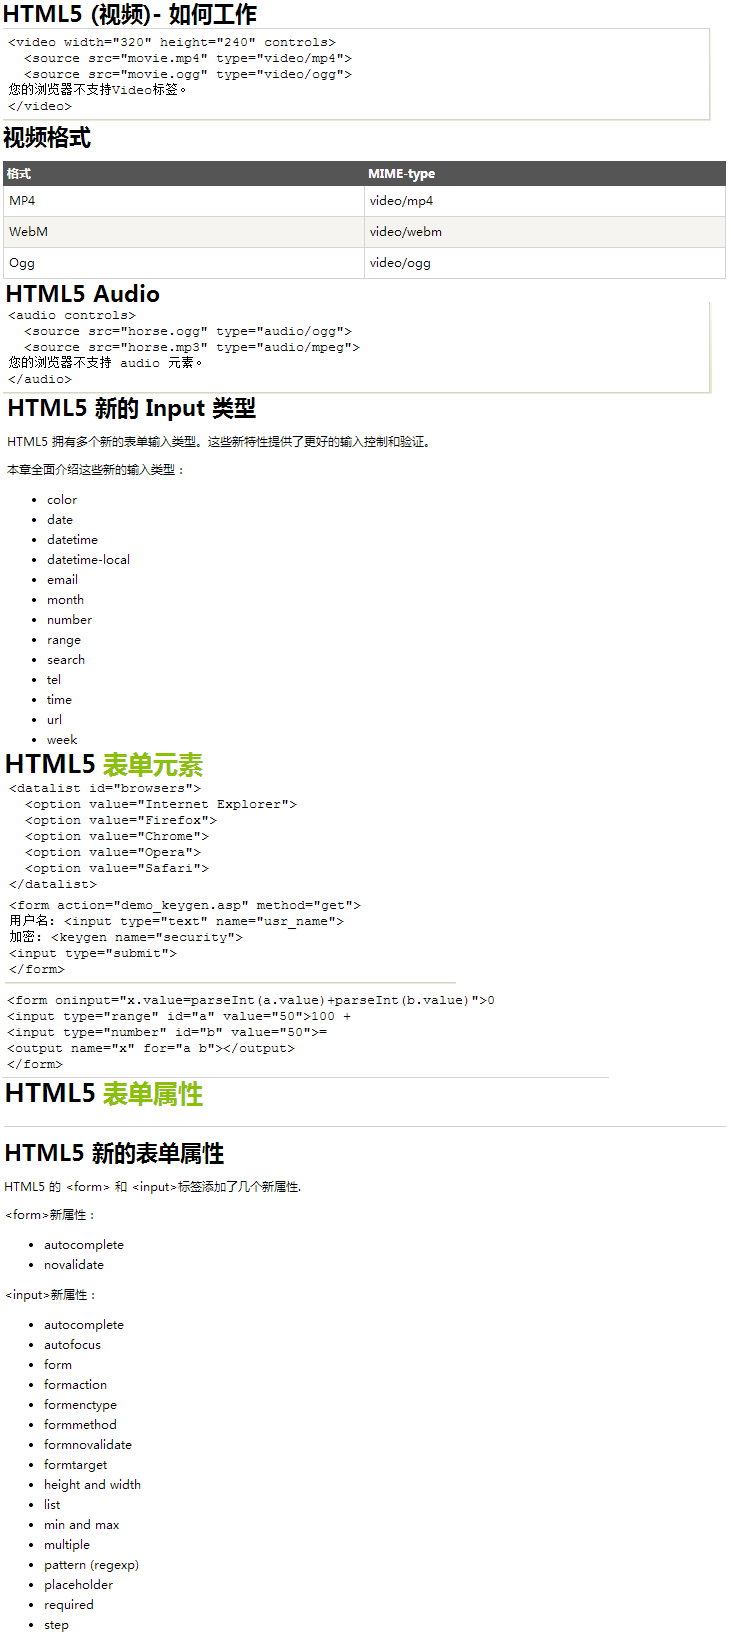 HTML5 (视频)- 如何工作
<video width="320" height="240" controls>
  <source src="movie.mp4" type="video/mp4">
  <source src="movie.ogg" type="video/ogg">
您的浏览器不支持Video标签。
</video>
视频格式
格式 MIME-type
MP4 video/mp4
WebM video/webm
Ogg video/ogg
HTML5 Audio
<audio controls>
  <source src="horse.ogg" type="audio/ogg">
  <source src="horse.mp3" type="audio/mpeg">
您的浏览器不支持 audio 元素。
</audio>
HTML5 新的 Input 类型
HTML5 拥有多个新的表单输入类型。这些新特性提供了更好的输入控制和验证。
本章全面介绍这些新的输入类型：
• color
• date
• datetime
• datetime-local
• email
• month
• number
• range
• search
• tel
• time
• url
• week
HTML5 表单元素
<datalist id="browsers">
  <option value="Internet Explorer">
  <option value="Firefox">
  <option value="Chrome">
  <option value="Opera">
  <option value="Safari">
</datalist>
<form action="demo_keygen.asp" method="get">
用户名: <input type="text" name="usr_name">
加密: <keygen name="security">
<input type="submit">
</form>
<form oninput="x.value=parseInt(a.value)+parseInt(b.value)">0
<input type="range" id="a" value="50">100 +
<input type="number" id="b" value="50">=
<output name="x" for="a b"></output>
</form>
HTML5 表单属性
HTML5 新的表单属性
HTML5 的 <form> 和 <input>标签添加了几个新属性.
<form>新属性：
• autocomplete
• novalidate
<input>新属性：
• autocomplete
• autofocus
• form
• formaction
• formenctype
• formmethod
• formnovalidate
• formtarget
• height and width
• list
• min and max
• multiple
• pattern (regexp)
• placeholder
• required
• step